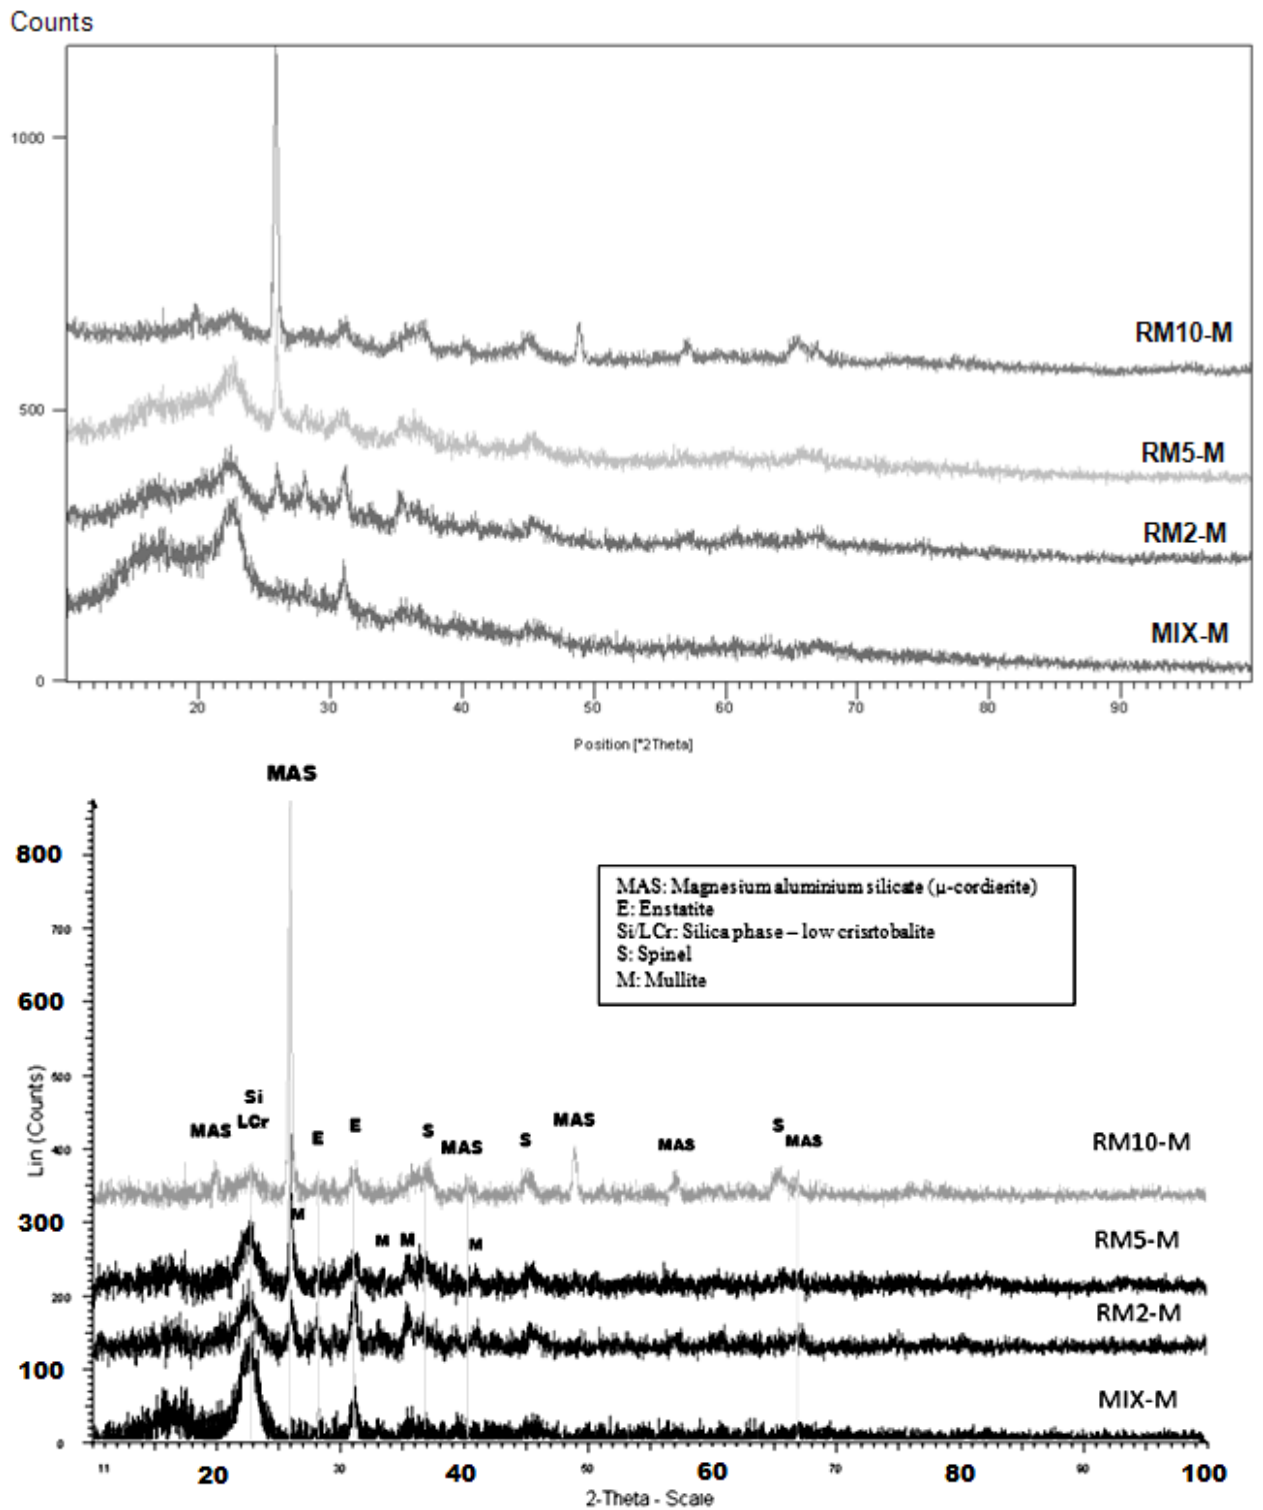 Counts
1000
500
0
RM10-M
RM5-M
RM2-M
MIX-M
20 30 40 50 60 70 80 90
Position [°2Theta]
MAS
800
700
600
500
400
300
200
100
0
Lin (Counts)
MAS: Magnesium aluminium silicate (μ-cordierite)
E: Enstatite
Si/LCr: Silica phase – low crisrtobalite
S: Spinel
M: Mullite
MAS
Si
LCr
E
E
S
MAS
S
MAS
MAS
S
MAS
RM10-M
M
M
M
M
RM5-M
RM2-M
MIX-M
11 20 30 40 50 60 70 80 90 100
2-Theta - Scale